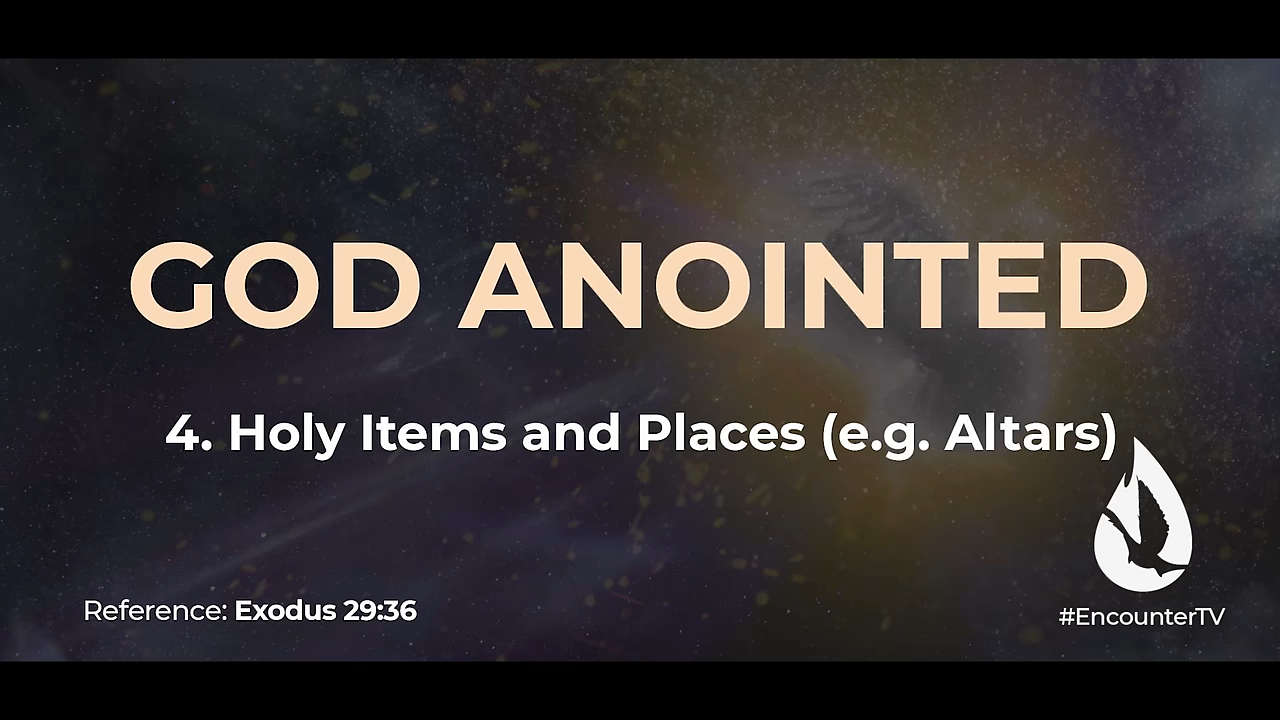 GOD ANOINTED
4. Holy Items and Places (e.g. Altars)
Reference: Exodus 29:36
#EncounterTV